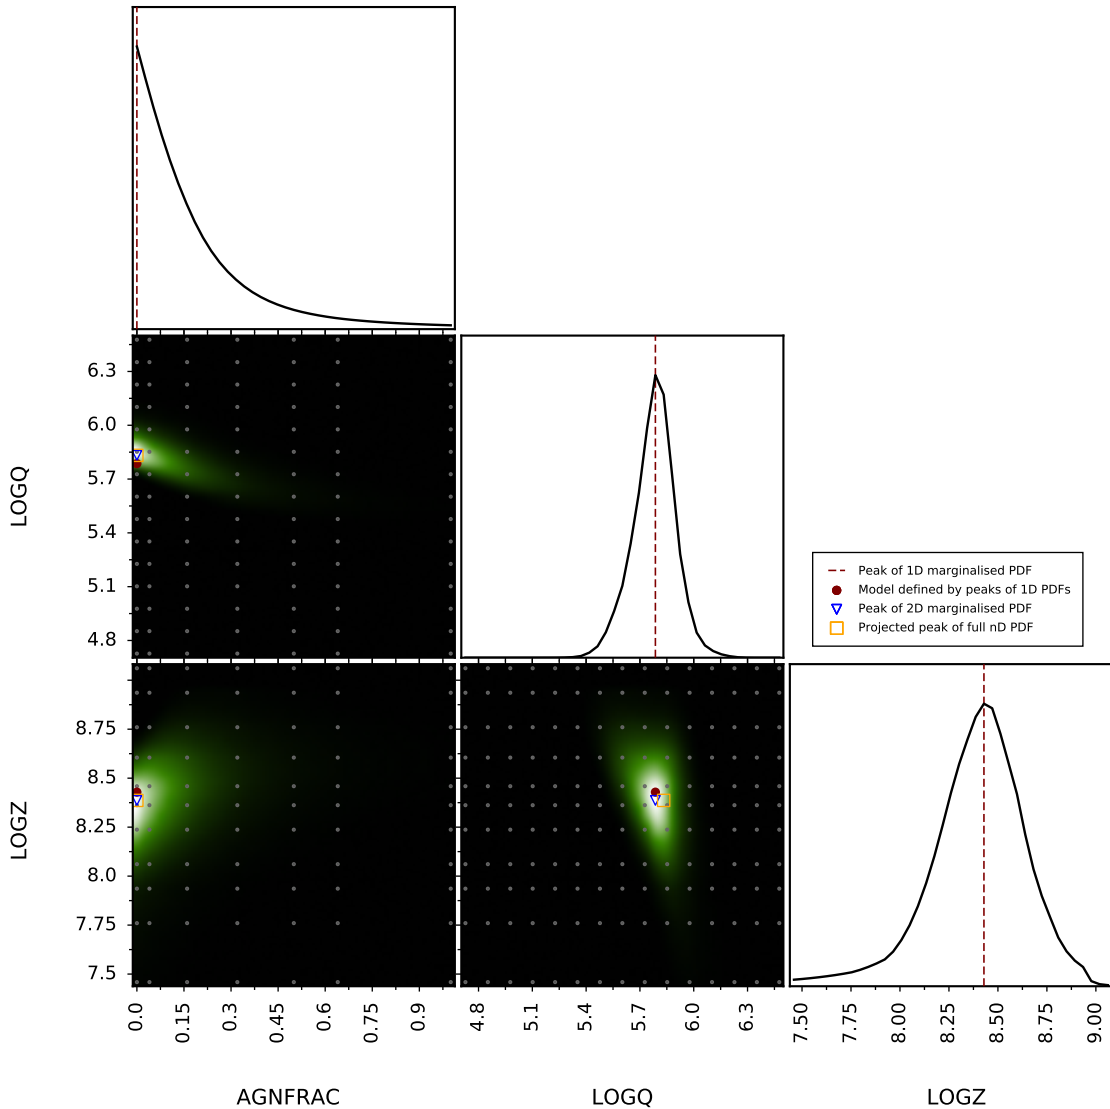 6.3
6.0
5.7
5.4
5.1
4.8
LOGQ
Peak of 1D marginalised PDF
Model defined by peaks of 1D PDFs
Peak of 2D marginalised PDF
Projected peak of full nD PDF
8.75
8.5
8.25
8.0
7.75
7.5
LOGZ
0.0 0.15 0.3 0.45 0.6 0.75 0.9
4.8 5.1 5.4 5.7 6.0 6.3
7.50 7.75 8.00 8.25 8.50 8.75 9.00
AGNFRAC LOGQ LOGZ